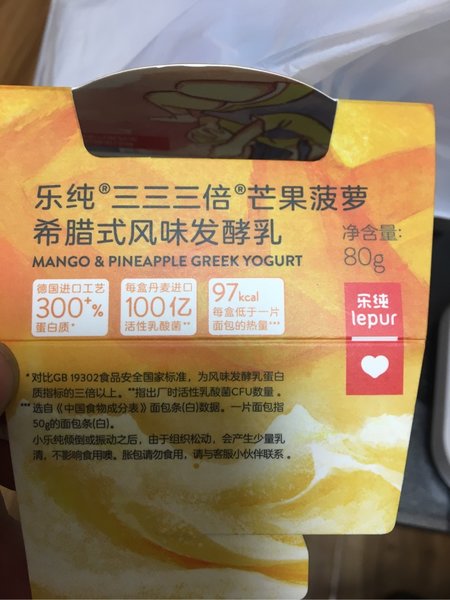 乐纯®三三三倍®芒果菠萝
希腊式风味发酵乳
MANGO & PINEAPPLE GREEK YOGURT
净含量:
80g
德国进口工艺
300+%
蛋白质*
每盒丹麦进口
100亿
活性乳酸菌**
97kcal
每盒低于一片
面包的热量***
乐纯
lepur
*对比GB 19302食品安全国家标准，为风味发酵乳蛋白
质指标的三倍以上。**指出厂时活性乳酸菌CFU数量。
***选自《中国食物成分表》面包条(白)数据。一片面包指
50g的面包条(白)。
小乐纯倾倒或振动之后，由于组织松动，会产生少量乳
清，不影响食用噢。胀包请勿食用，请与客服小伙伴联系。